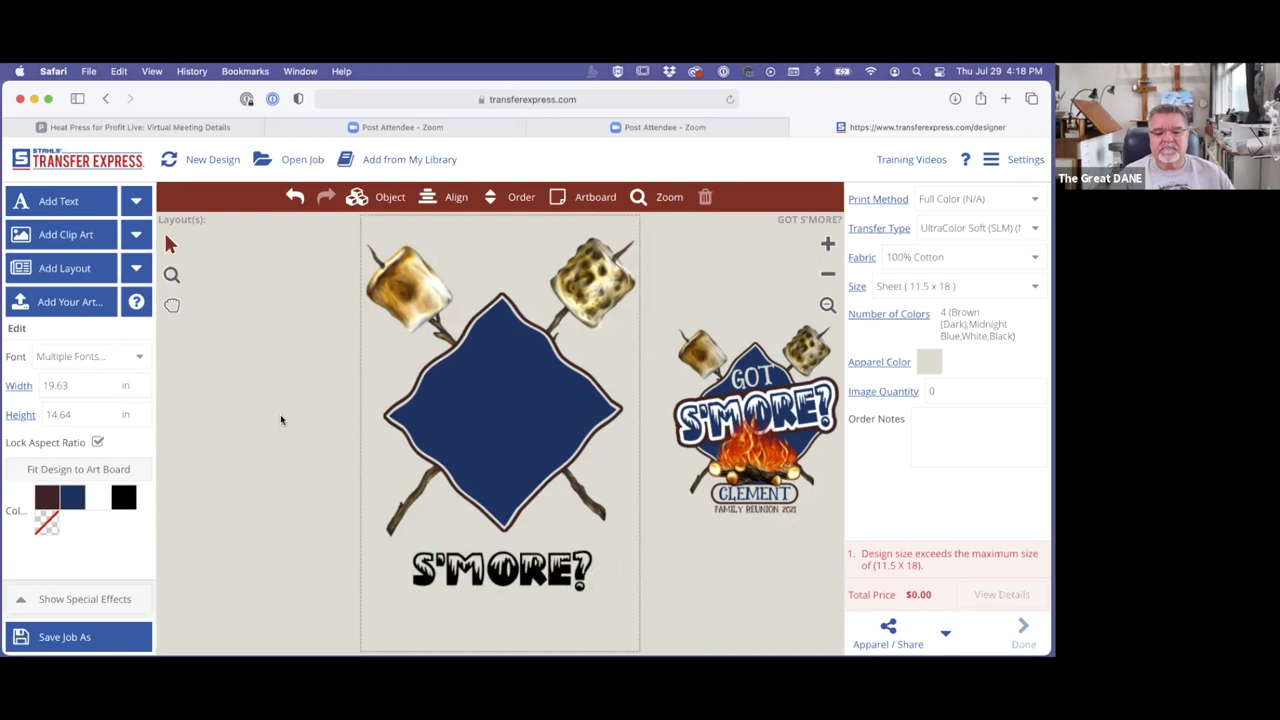 Safari File Edit View History Bookmarks Window Help
Thu Jul 29 4:18 PM
transferexpress.com
Heat Press for Profit Live: Virtual Meeting Details
Post Attendee - Zoom
Post Attendee - Zoom
https://www.transferexpress.com/designer
STAHLS'
TRANSFER EXPRESS
New Design
Open Job
Add from My Library
Training Videos
?
Settings
The Great DANE
Add Text
Add Clip Art
Add Layout
Add Your Art...
?
Object
Align
Order
Artboard
Zoom
Layout(s):
GOT S'MORE?
Edit
Font Multiple Fonts...
Width 19.63 in
Height 14.64 in
Lock Aspect Ratio
Fit Design to Art Board
Col...
Show Special Effects
Save Job As
S'MORE?
GOT
S'MORE?
CLEMENT
FAMILY REUNION 2021
Print Method Full Color (N/A)
Transfer Type UltraColor Soft (SLM) (
Fabric 100% Cotton
Size Sheet ( 11.5 x 18 )
Number of Colors 4 (Brown
(Dark),Midnight
Blue,White,Black)
Apparel Color
Image Quantity 0
Order Notes
1. Design size exceeds the maximum size
of (11.5 X 18).
Total Price $0.00 View Details
Apparel / Share
Done